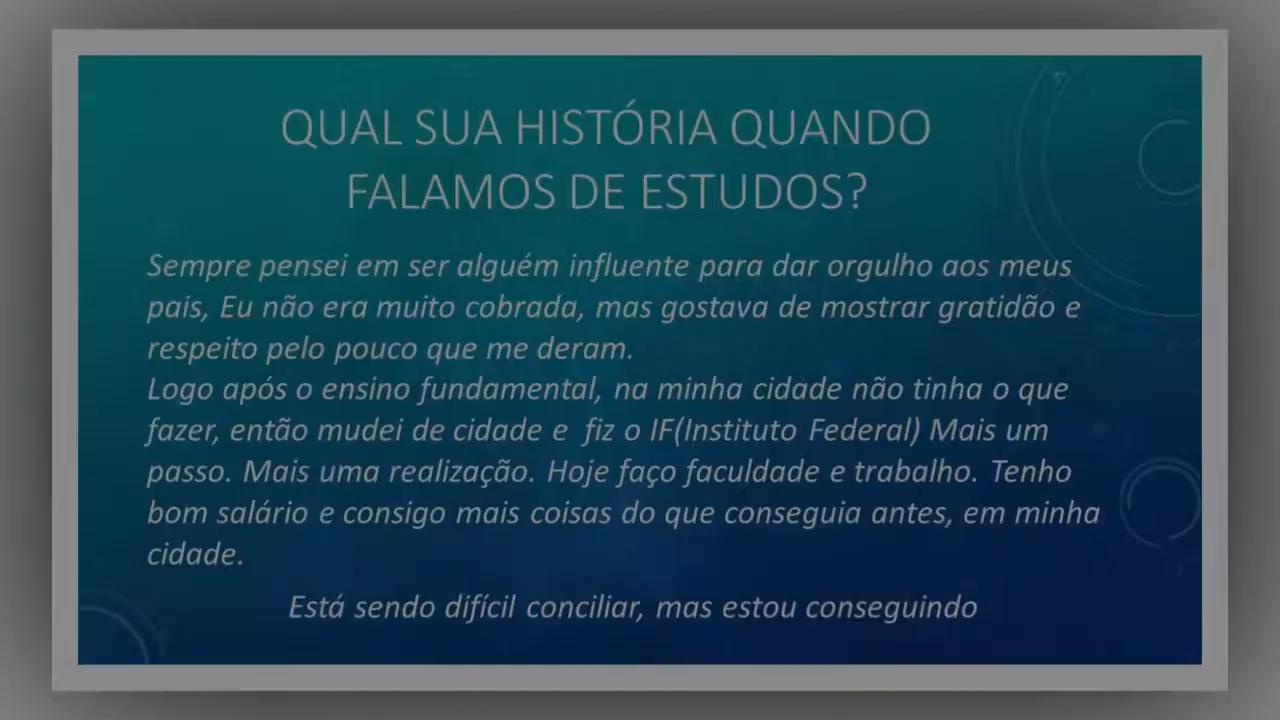 QUAL SUA HISTÓRIA QUANDO
FALAMOS DE ESTUDOS?
Sempre pensei em ser alguém influente para dar orgulho aos meus
pais, Eu não era muito cobrada, mas gostava de mostrar gratidão e
respeito pelo pouco que me deram.
Logo após o ensino fundamental, na minha cidade não tinha o que
fazer, então mudei de cidade e fiz o IF(Instituto Federal) Mais um
passo. Mais uma realização. Hoje faço faculdade e trabalho. Tenho
bom salário e consigo mais coisas do que conseguia antes, em minha
cidade.
Está sendo difícil conciliar, mas estou conseguindo